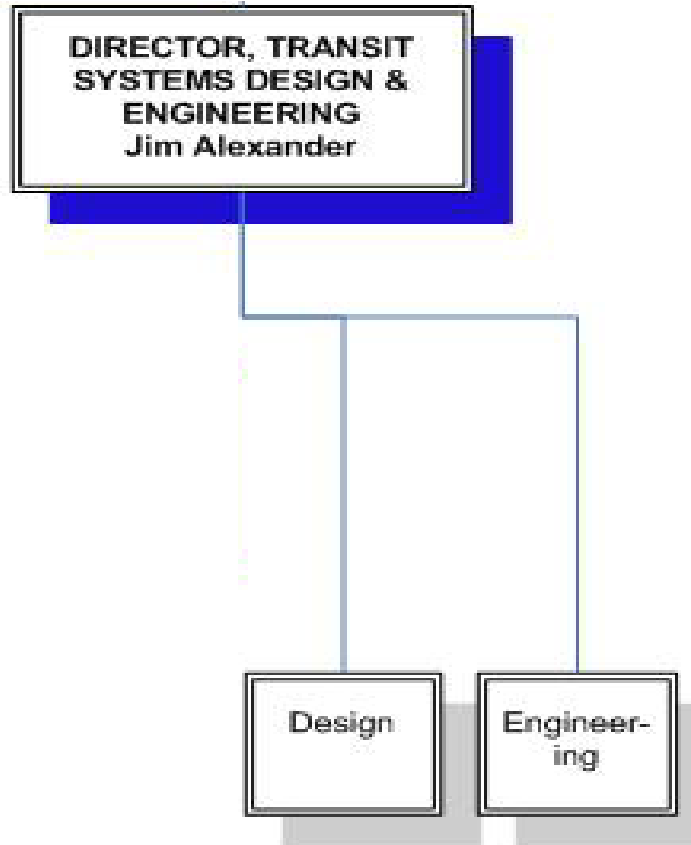 DIRECTOR, TRANSIT
SYSTEMS DESIGN &
ENGINEERING
Jim Alexander
Design
Engineer-
ing